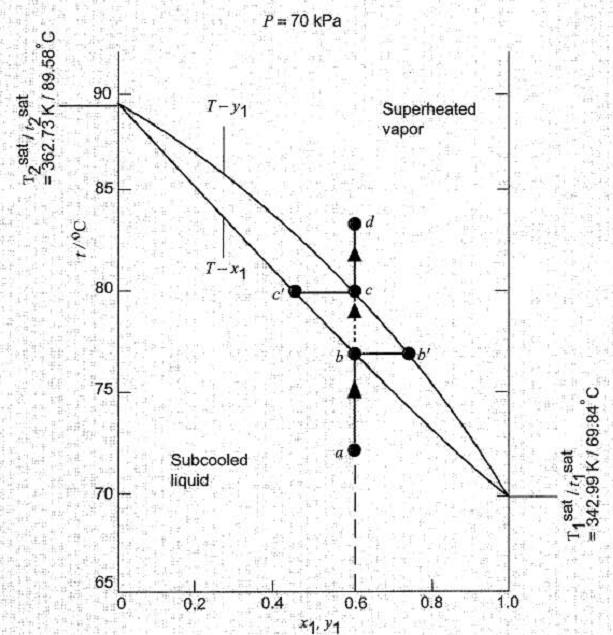 P = 70 kPa
T₂ˢᵃᵗ/t₂ˢᵃᵗ
= 362.73 K / 89.58°C
90
T–y₁
Superheated
vapor
85
d
t/°C
T–x₁
c'
c
80
b
b'
75
a
Subcooled
liquid
70
T₁ˢᵃᵗ/t₁ˢᵃᵗ
= 342.99 K / 69.84°C
65
0
0.2
0.4
0.6
0.8
1.0
x₁, y₁